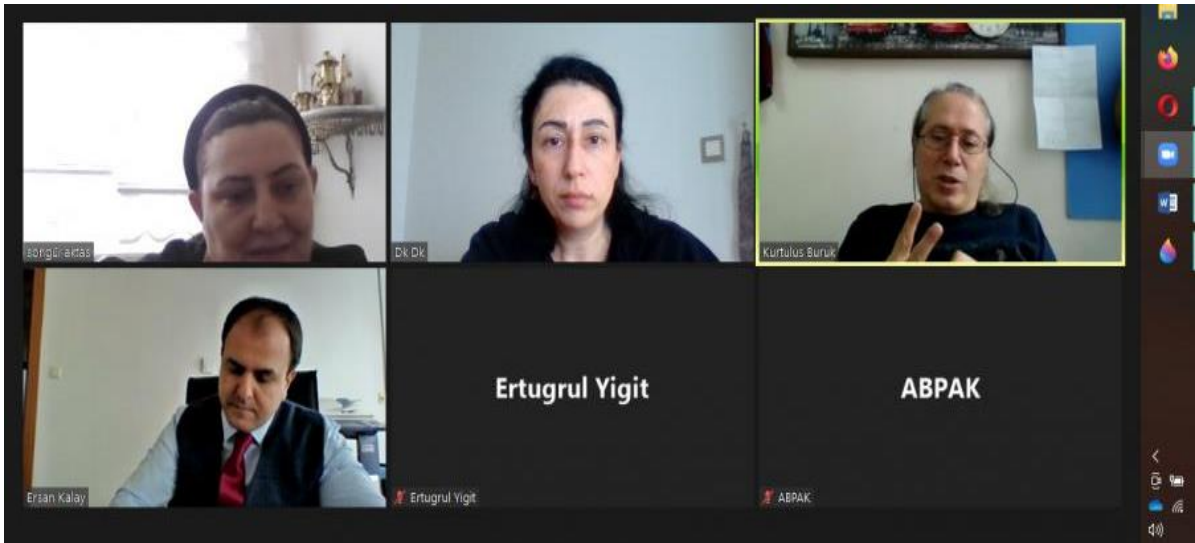 songül aktas
Dk Dk
Kurtulus Buruk
Ersan Kalay
Ertugrul Yigit
Ertugrul Yigit
ABPAK
ABPAK
W